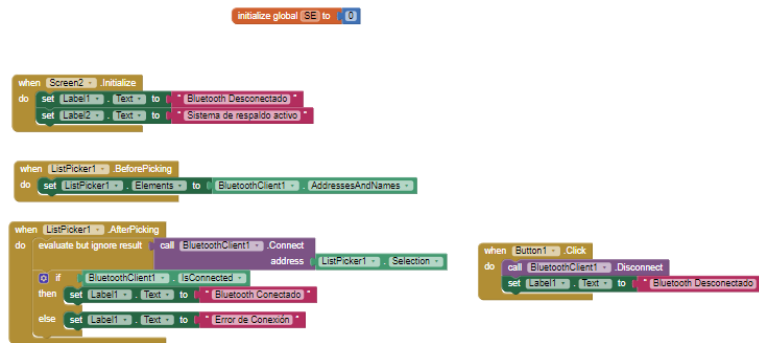 initialize global SE to 0
when Screen2 .Initialize
do set Label1 . Text to " Bluetooth Desconectado "
set Label2 . Text to " Sistema de respaldo activo "
when ListPicker1 .BeforePicking
do set ListPicker1 . Elements to BluetoothClient1 . AddressesAndNames
when ListPicker1 .AfterPicking
do evaluate but ignore result call BluetoothClient1 .Connect
address ListPicker1 . Selection
if BluetoothClient1 . IsConnected
then set Label1 . Text to " Bluetooth Conectado "
else set Label1 . Text to " Error de Conexión "
when Button1 .Click
do call BluetoothClient1 .Disconnect
set Label1 . Text to " Bluetooth Desconectado